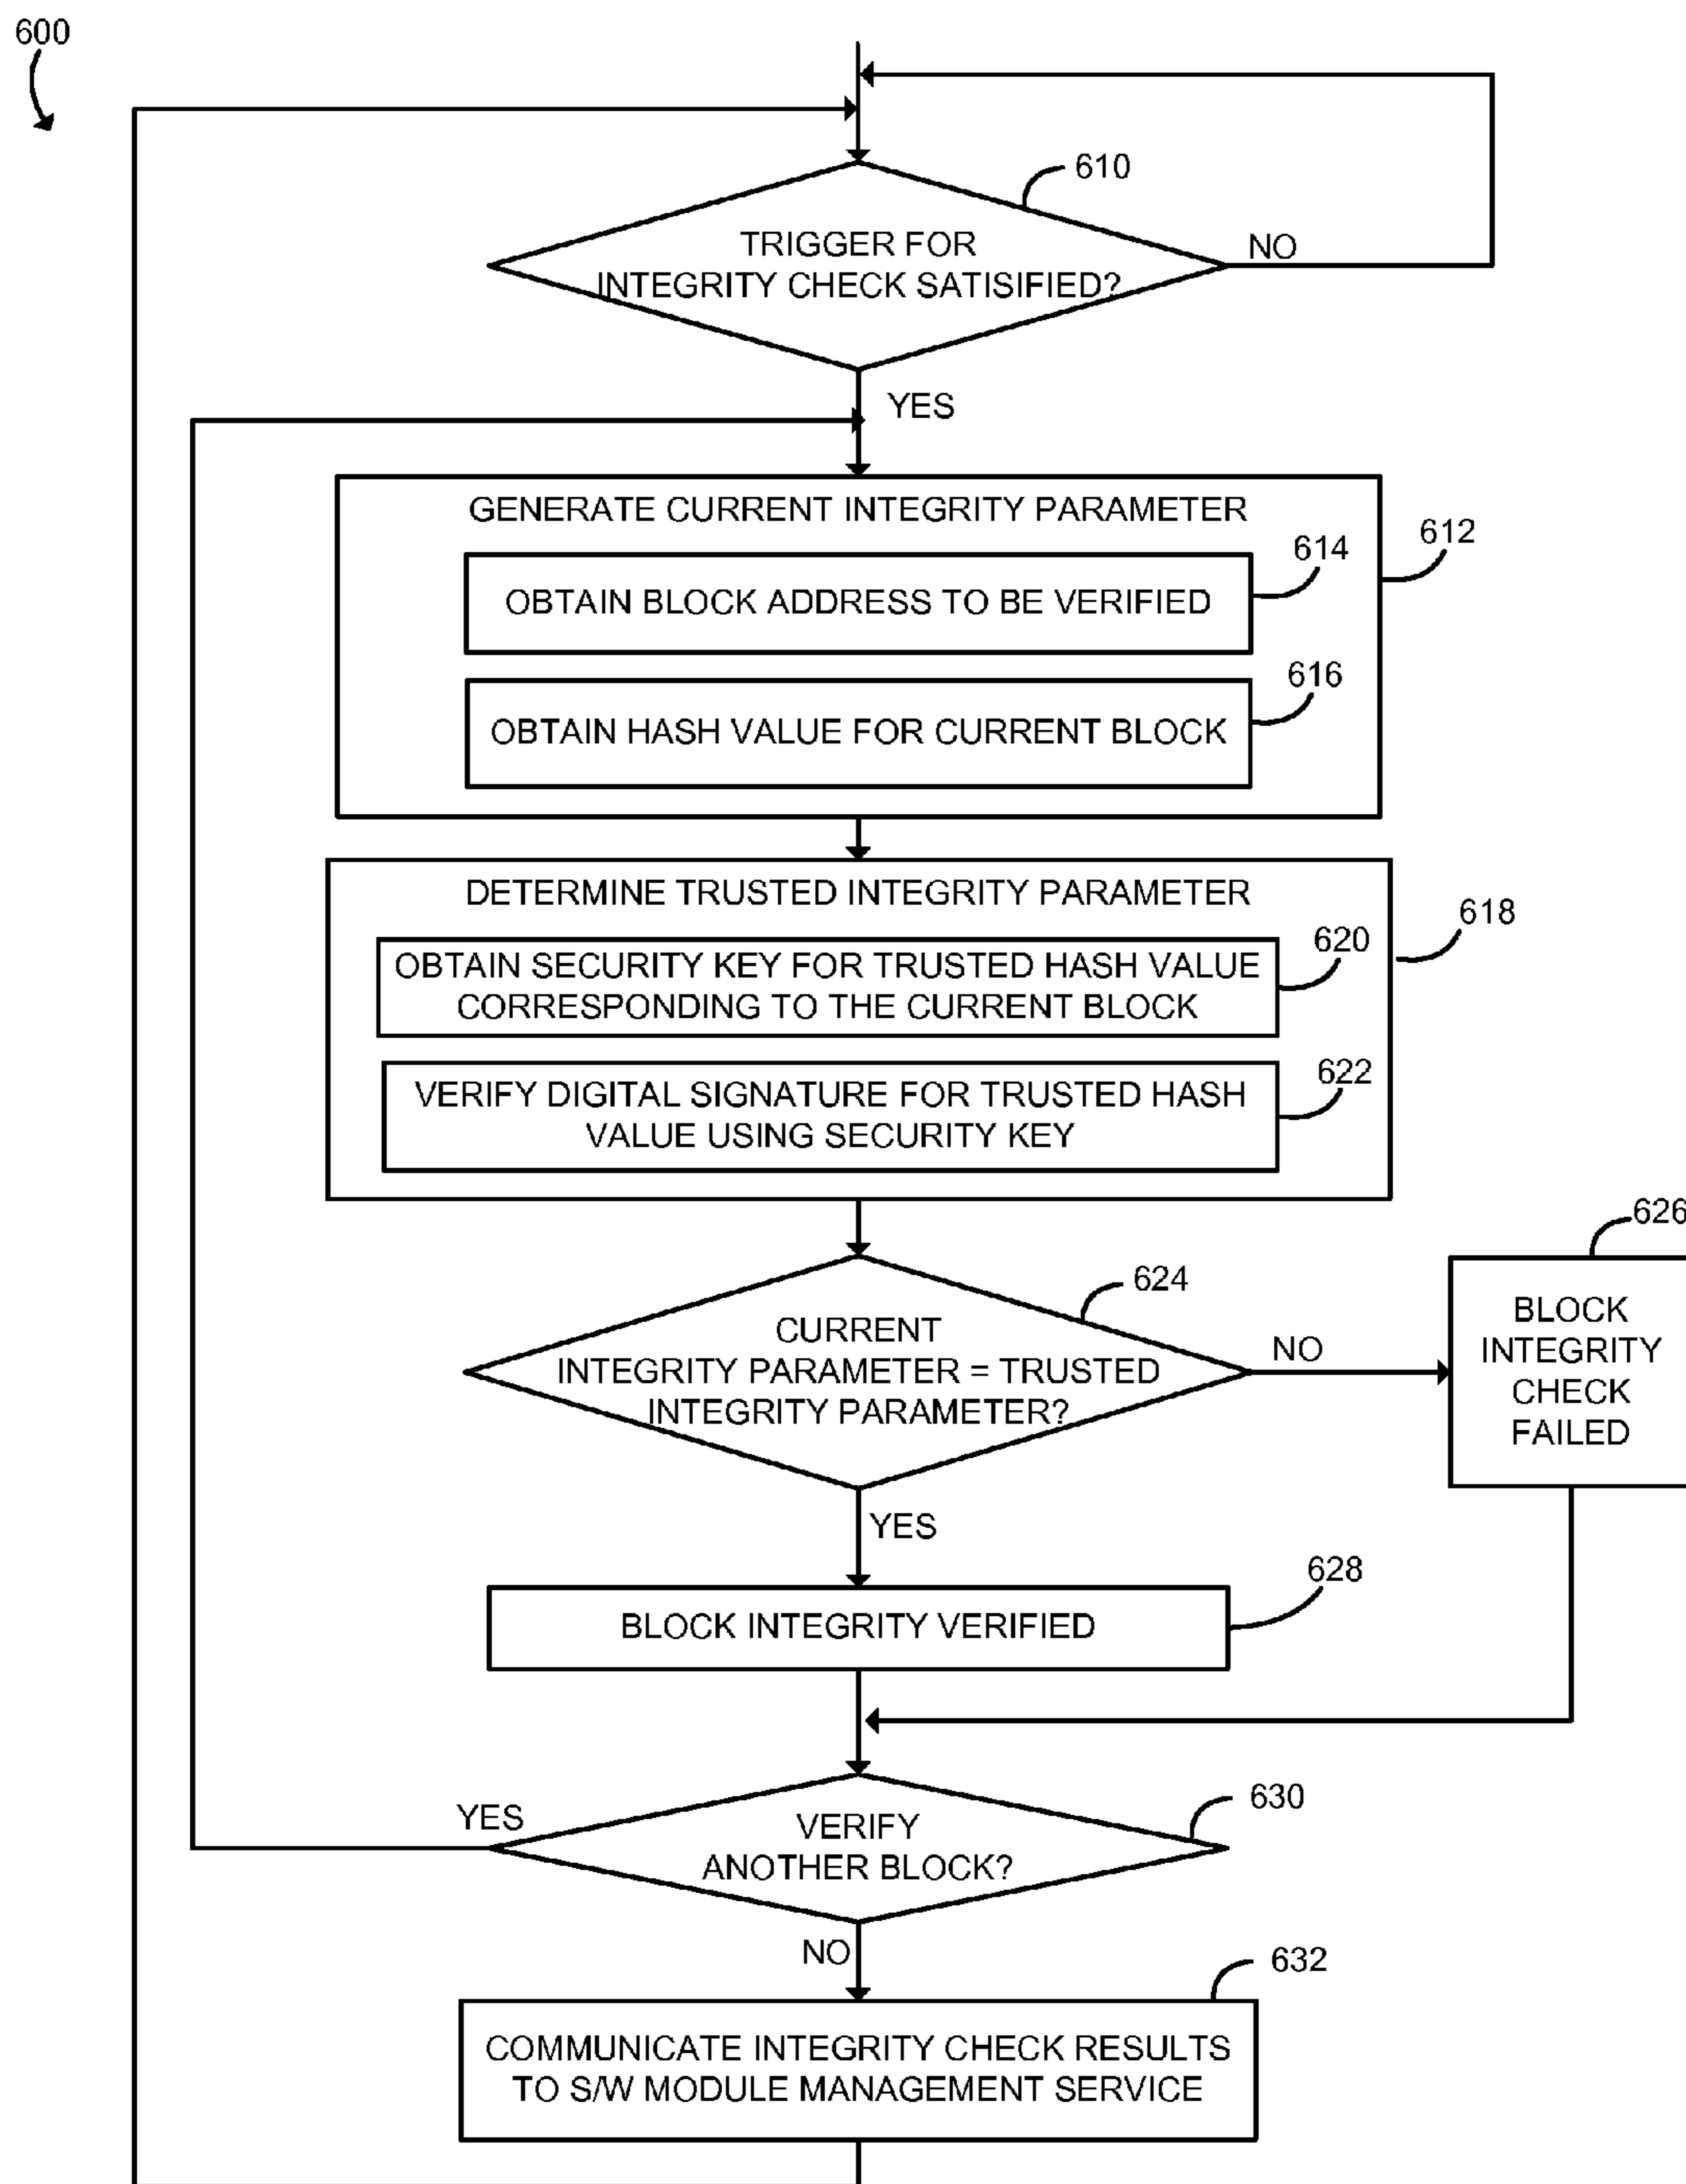 600
610
TRIGGER FOR
INTEGRITY CHECK SATISIFIED?
NO
YES
GENERATE CURRENT INTEGRITY PARAMETER
612
614
OBTAIN BLOCK ADDRESS TO BE VERIFIED
616
OBTAIN HASH VALUE FOR CURRENT BLOCK
DETERMINE TRUSTED INTEGRITY PARAMETER
618
620
OBTAIN SECURITY KEY FOR TRUSTED HASH VALUE
CORRESPONDING TO THE CURRENT BLOCK
622
VERIFY DIGITAL SIGNATURE FOR TRUSTED HASH
VALUE USING SECURITY KEY
626
624
CURRENT
INTEGRITY PARAMETER = TRUSTED
INTEGRITY PARAMETER?
NO
BLOCK
INTEGRITY
CHECK
FAILED
YES
628
BLOCK INTEGRITY VERIFIED
630
YES
VERIFY
ANOTHER BLOCK?
NO
632
COMMUNICATE INTEGRITY CHECK RESULTS
TO S/W MODULE MANAGEMENT SERVICE